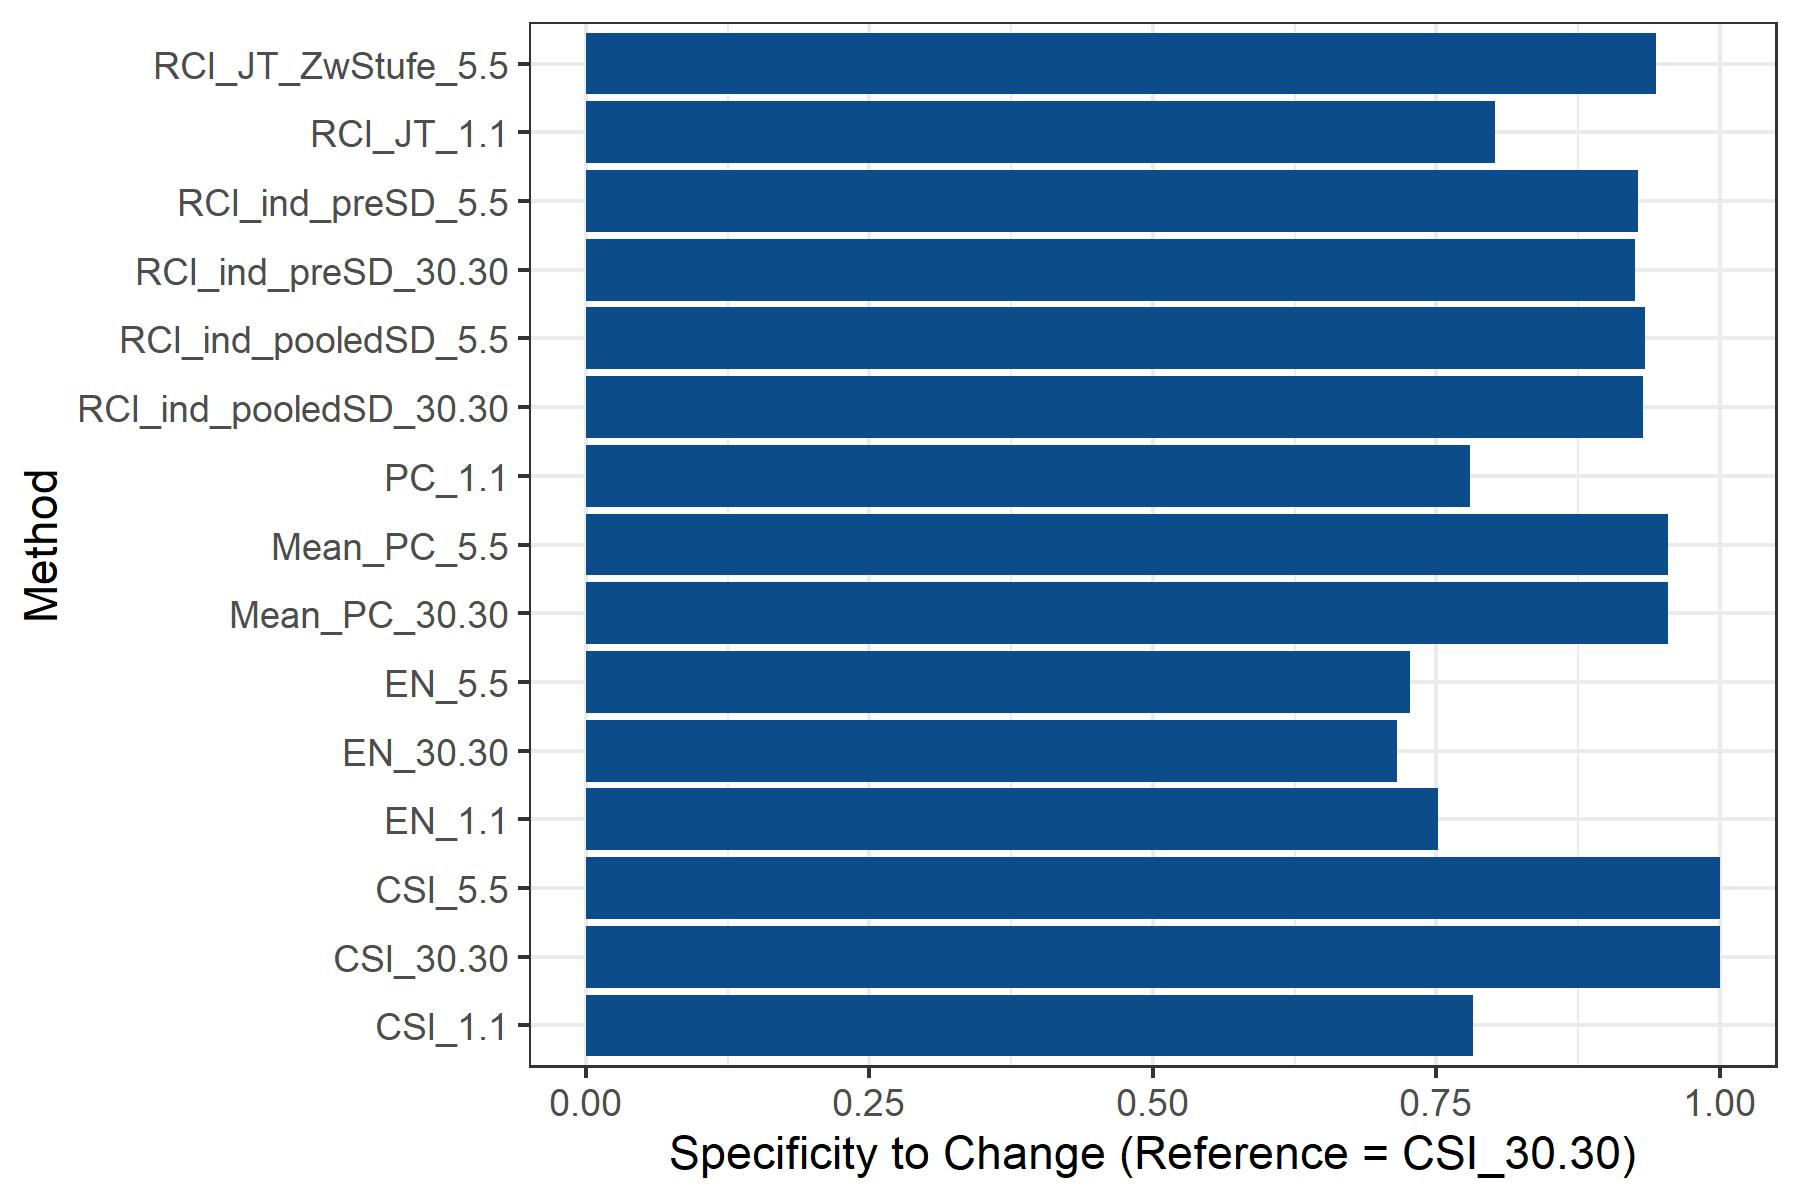 RCI_JT_ZwStufe_5.5
RCI_JT_1.1
RCI_ind_preSD_5.5
RCI_ind_preSD_30.30
RCI_ind_pooledSD_5.5
RCI_ind_pooledSD_30.30
PC_1.1
Mean_PC_5.5
Mean_PC_30.30
EN_5.5
EN_30.30
EN_1.1
CSI_5.5
CSI_30.30
CSI_1.1
Method
0.00 0.25 0.50 0.75 1.00
Specificity to Change (Reference = CSI_30.30)